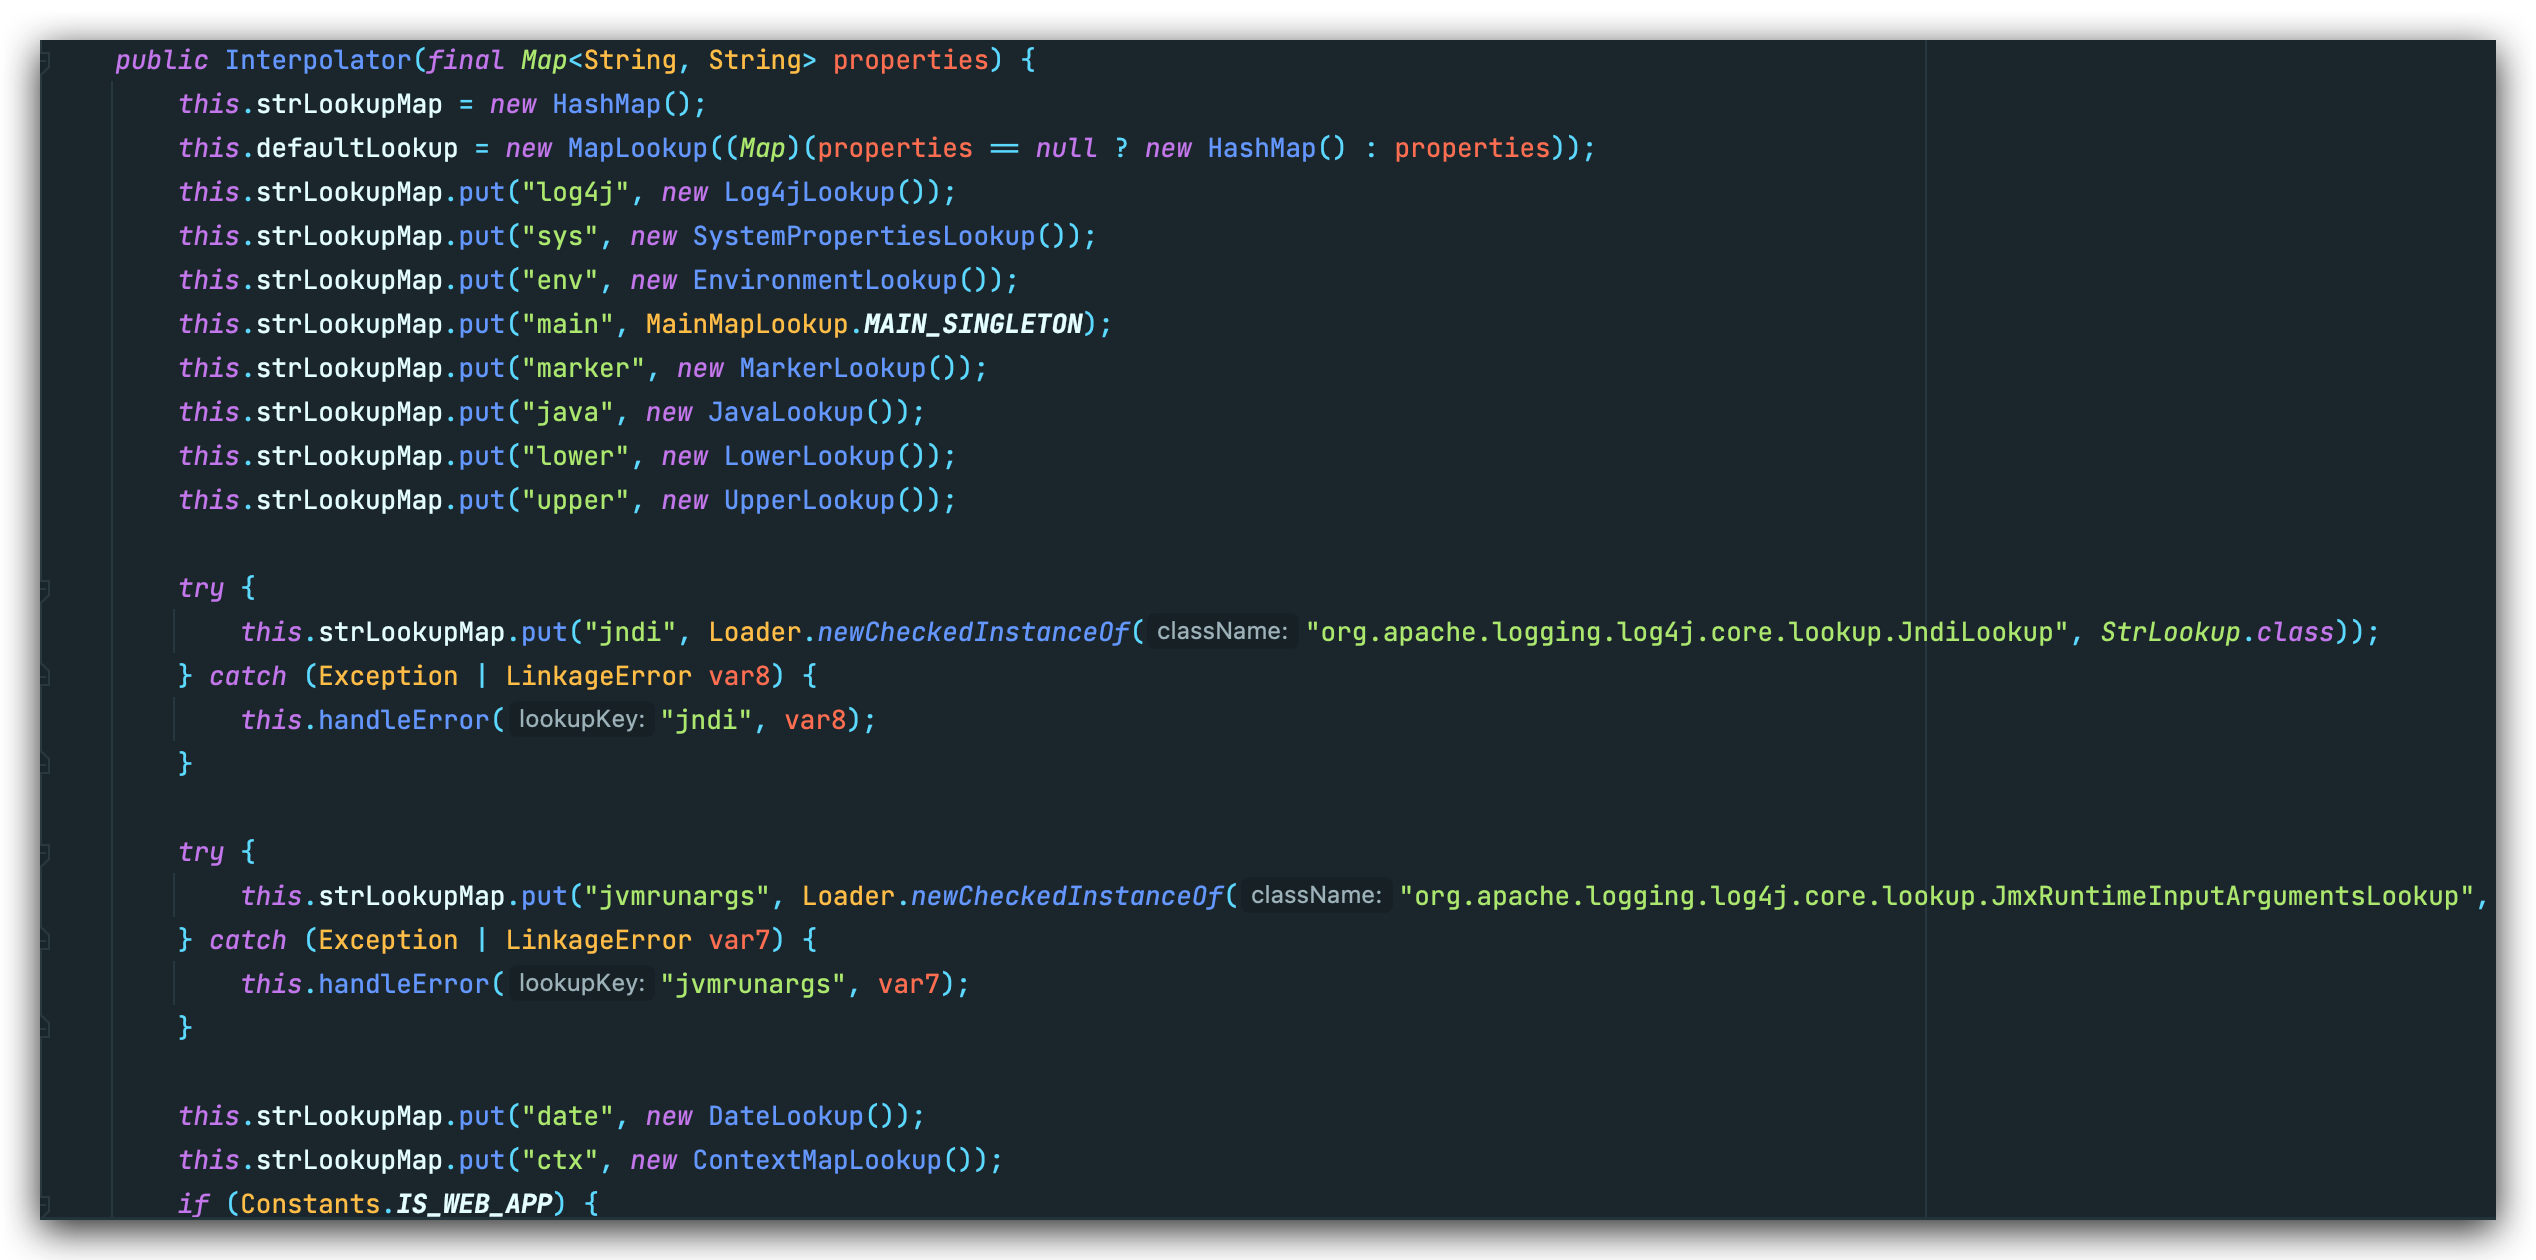 public Interpolator(final Map<String, String> properties) {
this.strLookupMap = new HashMap();
this.defaultLookup = new MapLookup((Map)(properties == null ? new HashMap() : properties));
this.strLookupMap.put("log4j", new Log4jLookup());
this.strLookupMap.put("sys", new SystemPropertiesLookup());
this.strLookupMap.put("env", new EnvironmentLookup());
this.strLookupMap.put("main", MainMapLookup.MAIN_SINGLETON);
this.strLookupMap.put("marker", new MarkerLookup());
this.strLookupMap.put("java", new JavaLookup());
this.strLookupMap.put("lower", new LowerLookup());
this.strLookupMap.put("upper", new UpperLookup());
try {
this.strLookupMap.put("jndi", Loader.newCheckedInstanceOf( className: "org.apache.logging.log4j.core.lookup.JndiLookup", StrLookup.class));
} catch (Exception | LinkageError var8) {
this.handleError( lookupKey: "jndi", var8);
}
try {
this.strLookupMap.put("jvmrunargs", Loader.newCheckedInstanceOf( className: "org.apache.logging.log4j.core.lookup.JmxRuntimeInputArgumentsLookup",
} catch (Exception | LinkageError var7) {
this.handleError( lookupKey: "jvmrunargs", var7);
}
this.strLookupMap.put("date", new DateLookup());
this.strLookupMap.put("ctx", new ContextMapLookup());
if (Constants.IS_WEB_APP) {